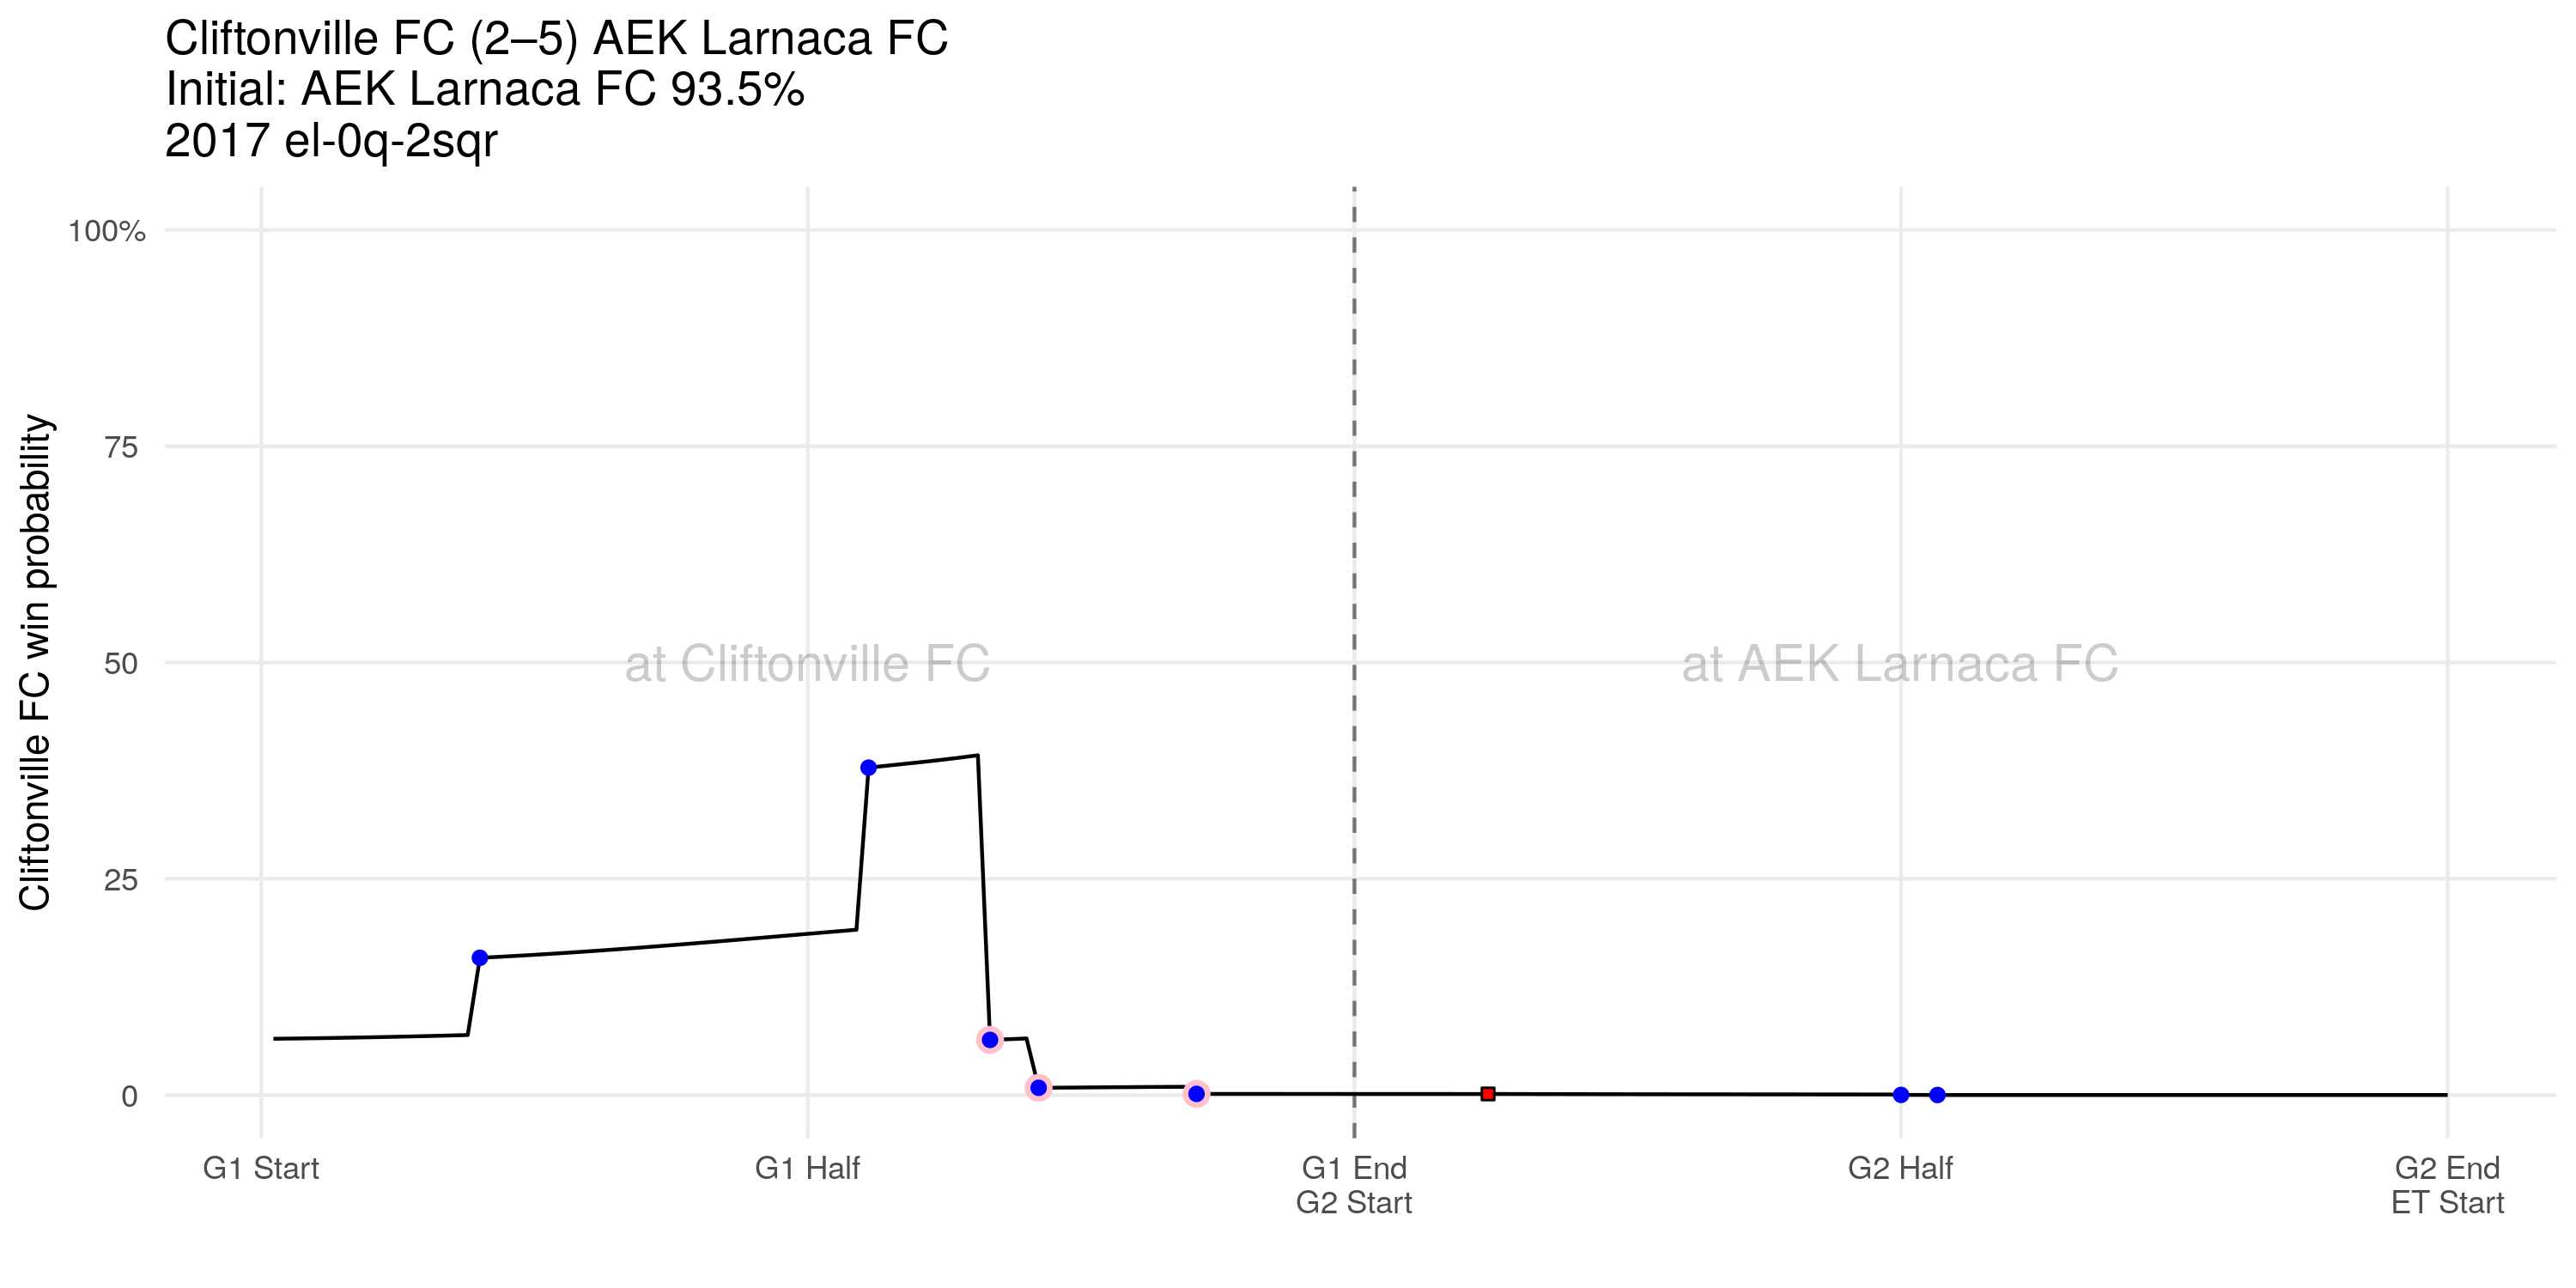 Cliftonville FC (2–5) AEK Larnaca FC
Initial: AEK Larnaca FC 93.5%
2017 el-0q-2sqr
Cliftonville FC win probability
100%
75
50
25
0
at Cliftonville FC
at AEK Larnaca FC
G1 Start
G1 Half
G1 End
G2 Start
G2 Half
G2 End
ET Start